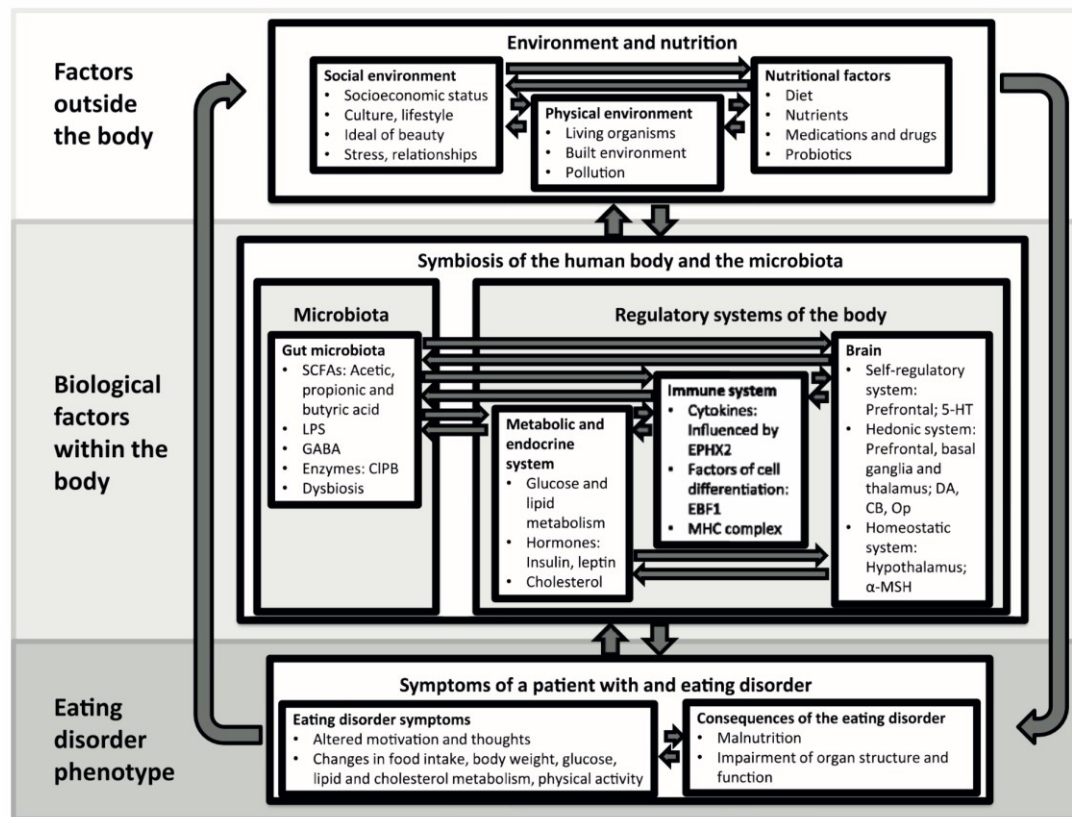 Factors
outside
the body
Environment and nutrition
Social environment
• Socioeconomic status
• Culture, lifestyle
• Ideal of beauty
• Stress, relationships
Physical environment
• Living organisms
• Built environment
• Pollution
Nutritional factors
• Diet
• Nutrients
• Medications and drugs
• Probiotics
Biological
factors
within the
body
Symbiosis of the human body and the microbiota
Microbiota
Gut microbiota
• SCFAs: Acetic,
propionic and
butyric acid
• LPS
• GABA
• Enzymes: ClPB
• Dysbiosis
Regulatory systems of the body
Metabolic and
endocrine
system
• Glucose and
lipid
metabolism
• Hormones:
Insulin, leptin
• Cholesterol
Immune system
• Cytokines:
Influenced by
EPHX2
• Factors of cell
differentiation:
EBF1
• MHC complex
Brain
• Self-regulatory
system:
Prefrontal; 5-HT
• Hedonic system:
Prefrontal, basal
ganglia and
thalamus; DA,
CB, Op
• Homeostatic
system:
Hypothalamus;
α-MSH
Eating
disorder
phenotype
Symptoms of a patient with and eating disorder
Eating disorder symptoms
• Altered motivation and thoughts
• Changes in food intake, body weight, glucose,
lipid and cholesterol metabolism, physical activity
Consequences of the eating disorder
• Malnutrition
• Impairment of organ structure and
function